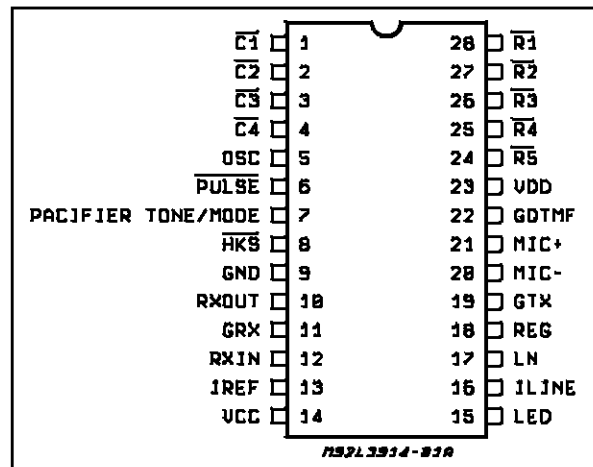 C1 1 28 R1
C2 2 27 R2
C3 3 26 R3
C4 4 25 R4
OSC 5 24 R5
PULSE 6 23 VDD
PACIFIER TONE/MODE 7 22 GDTMF
HKS 8 21 MIC+
GND 9 20 MIC-
RXOUT 10 19 GTX
GRX 11 18 REG
RXIN 12 17 LN
IREF 13 16 ILINE
VCC 14 15 LED
M92L3914-01A